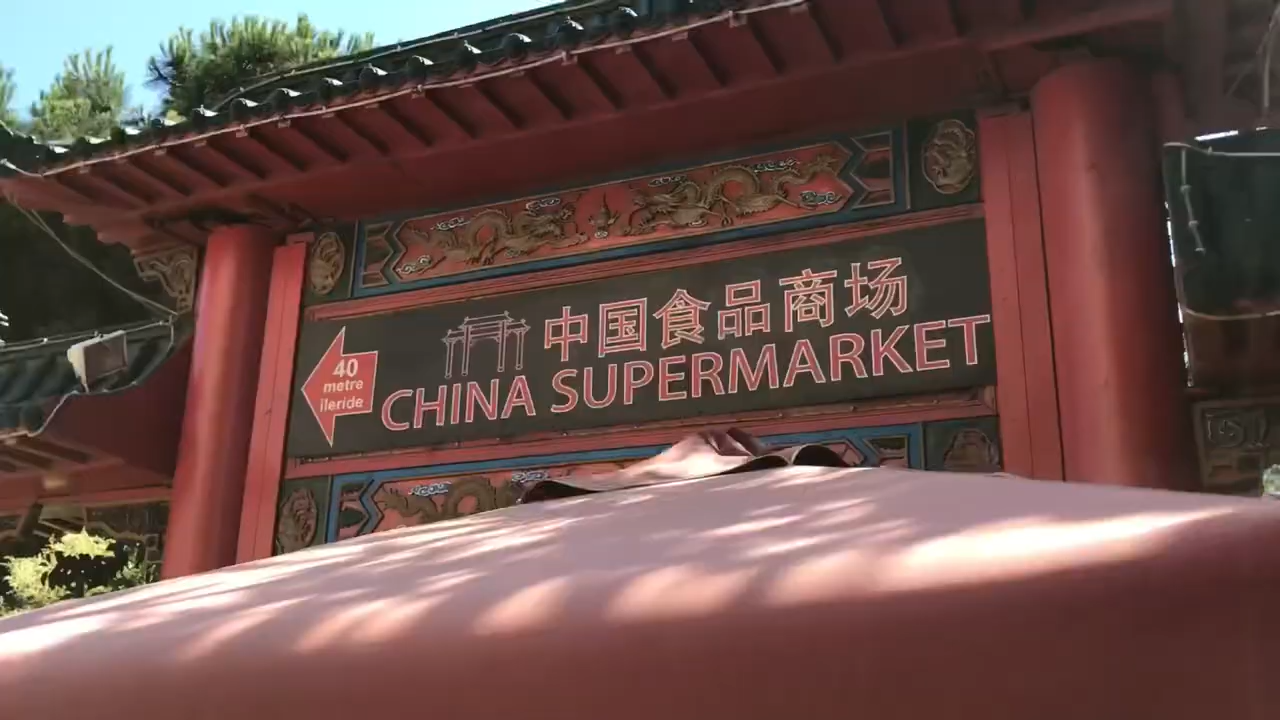 40
metre
ileride
中国食品商场
CHINA SUPERMARKET